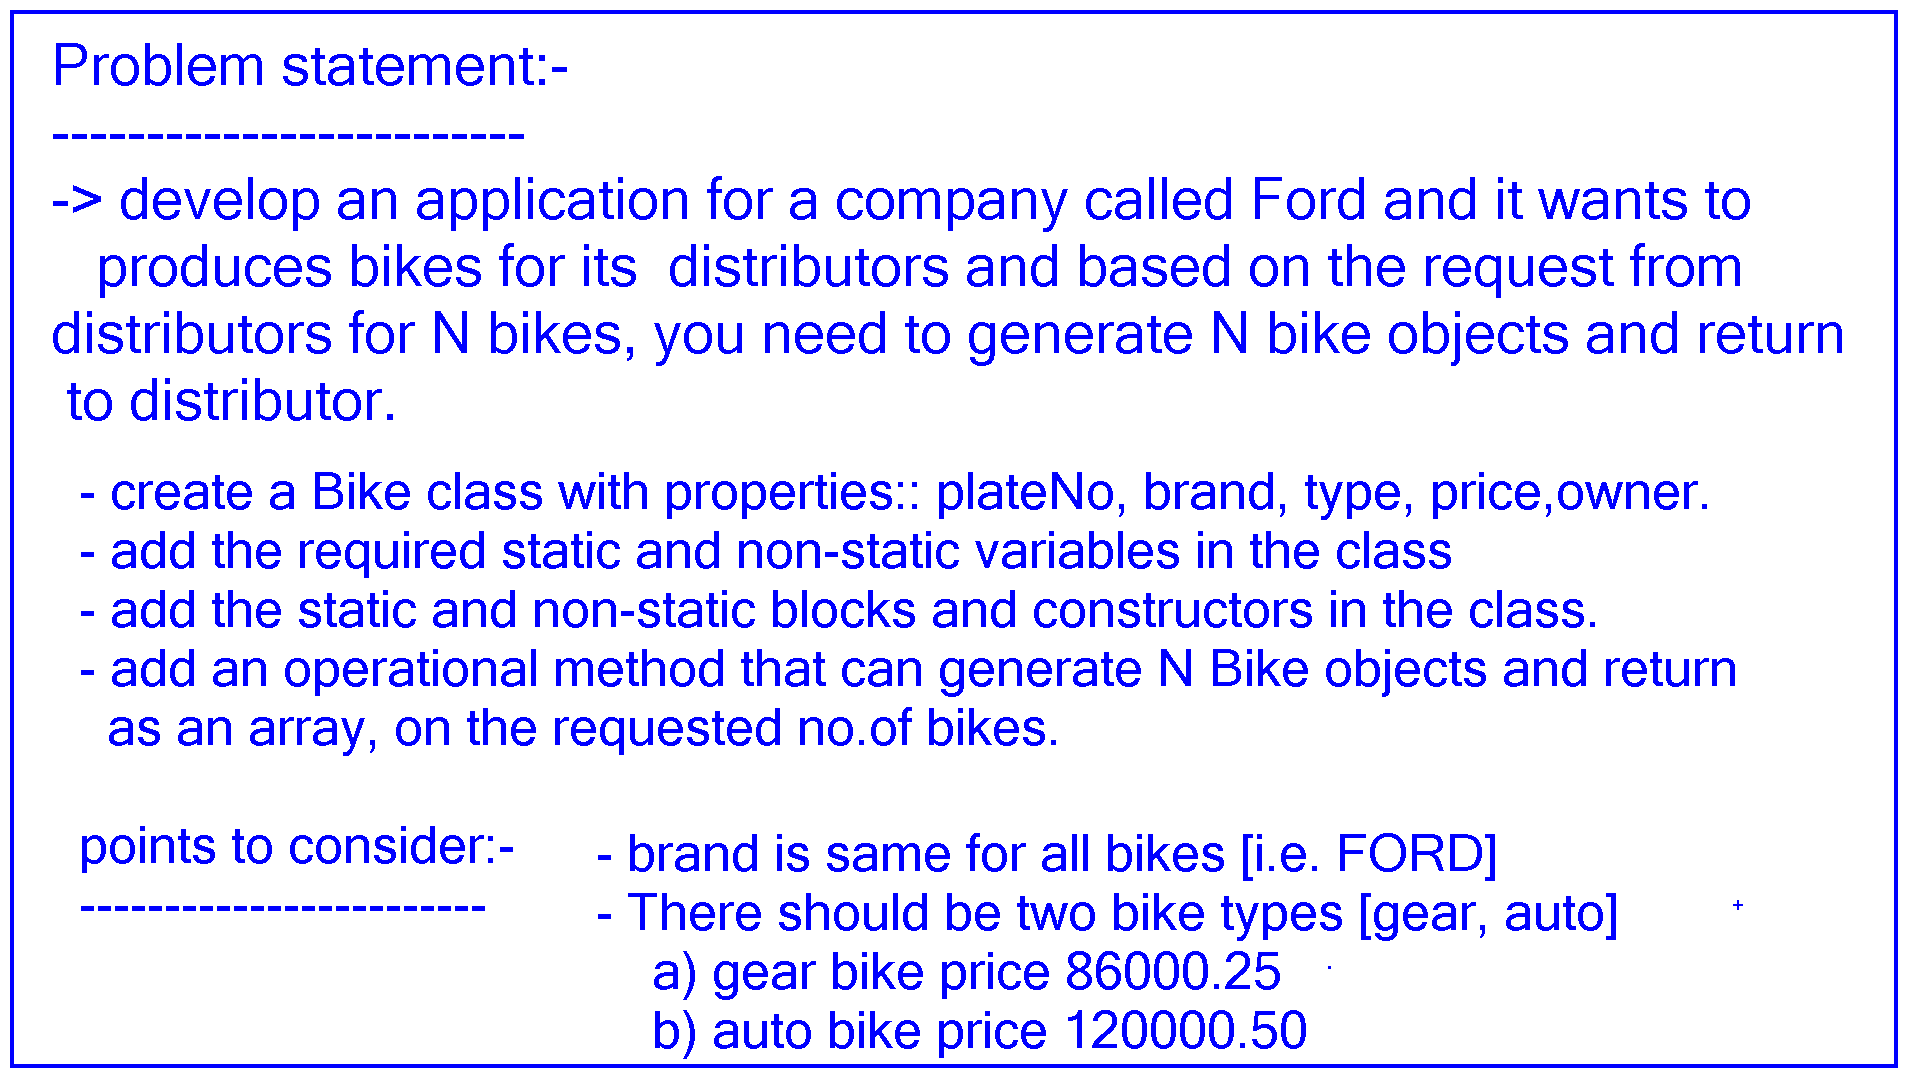 Problem statement:-
-------------------------
-> develop an application for a company called Ford and it wants to
produces bikes for its  distributors and based on the request from
distributors for N bikes, you need to generate N bike objects and return
to distributor.
- create a Bike class with properties:: plateNo, brand, type, price,owner.
- add the required static and non-static variables in the class
- add the static and non-static blocks and constructors in the class.
- add an operational method that can generate N Bike objects and return
as an array, on the requested no.of bikes.
points to consider:-
------------------------
- brand is same for all bikes [i.e. FORD]
- There should be two bike types [gear, auto]
a) gear bike price 86000.25
b) auto bike price 120000.50